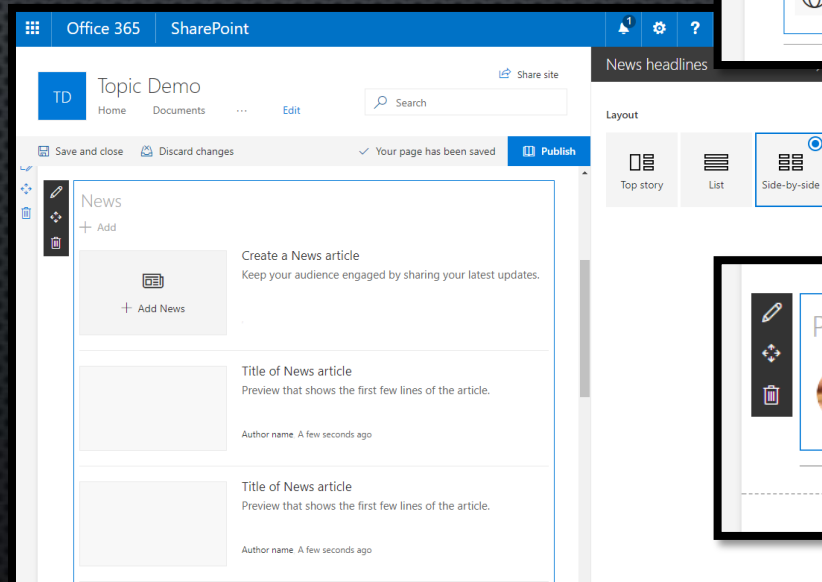 Office 365
SharePoint
1
?
TD
Topic Demo
Home
Documents
...
Edit
Share site
Search
Save and close
Discard changes
Your page has been saved
Publish
News
+ Add
+ Add News
Create a News article
Keep your audience engaged by sharing your latest updates.
Title of News article
Preview that shows the first few lines of the article.
Author name A few seconds ago
Title of News article
Preview that shows the first few lines of the article.
Author name A few seconds ago
News headlines
Layout
Top story
List
Side-by-side